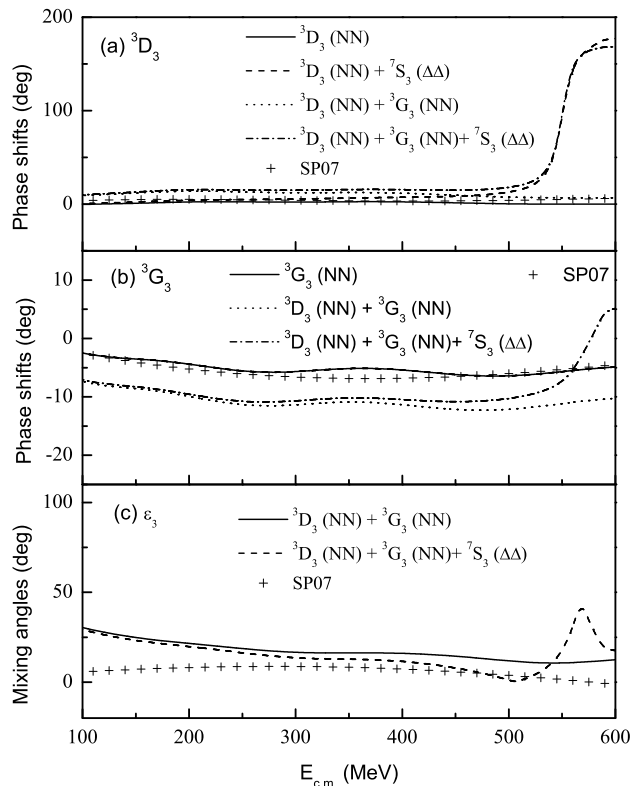 200
150
100
50
0
Phase shifts (deg)
(a) ³D₃
³D₃ (NN)
³D₃ (NN) + ⁷S₃ (ΔΔ)
³D₃ (NN) + ³G₃ (NN)
³D₃ (NN) + ³G₃ (NN)+ ⁷S₃ (ΔΔ)
SP07
10
0
-10
-20
Phase shifts (deg)
(b) ³G₃
³G₃ (NN)
SP07
³D₃ (NN) + ³G₃ (NN)
³D₃ (NN) + ³G₃ (NN)+ ⁷S₃ (ΔΔ)
100
50
0
Mixing angles (deg)
(c) ε₃
³D₃ (NN) + ³G₃ (NN)
³D₃ (NN) + ³G₃ (NN)+ ⁷S₃ (ΔΔ)
SP07
100 200 300 400 500 600
E_c.m (MeV)